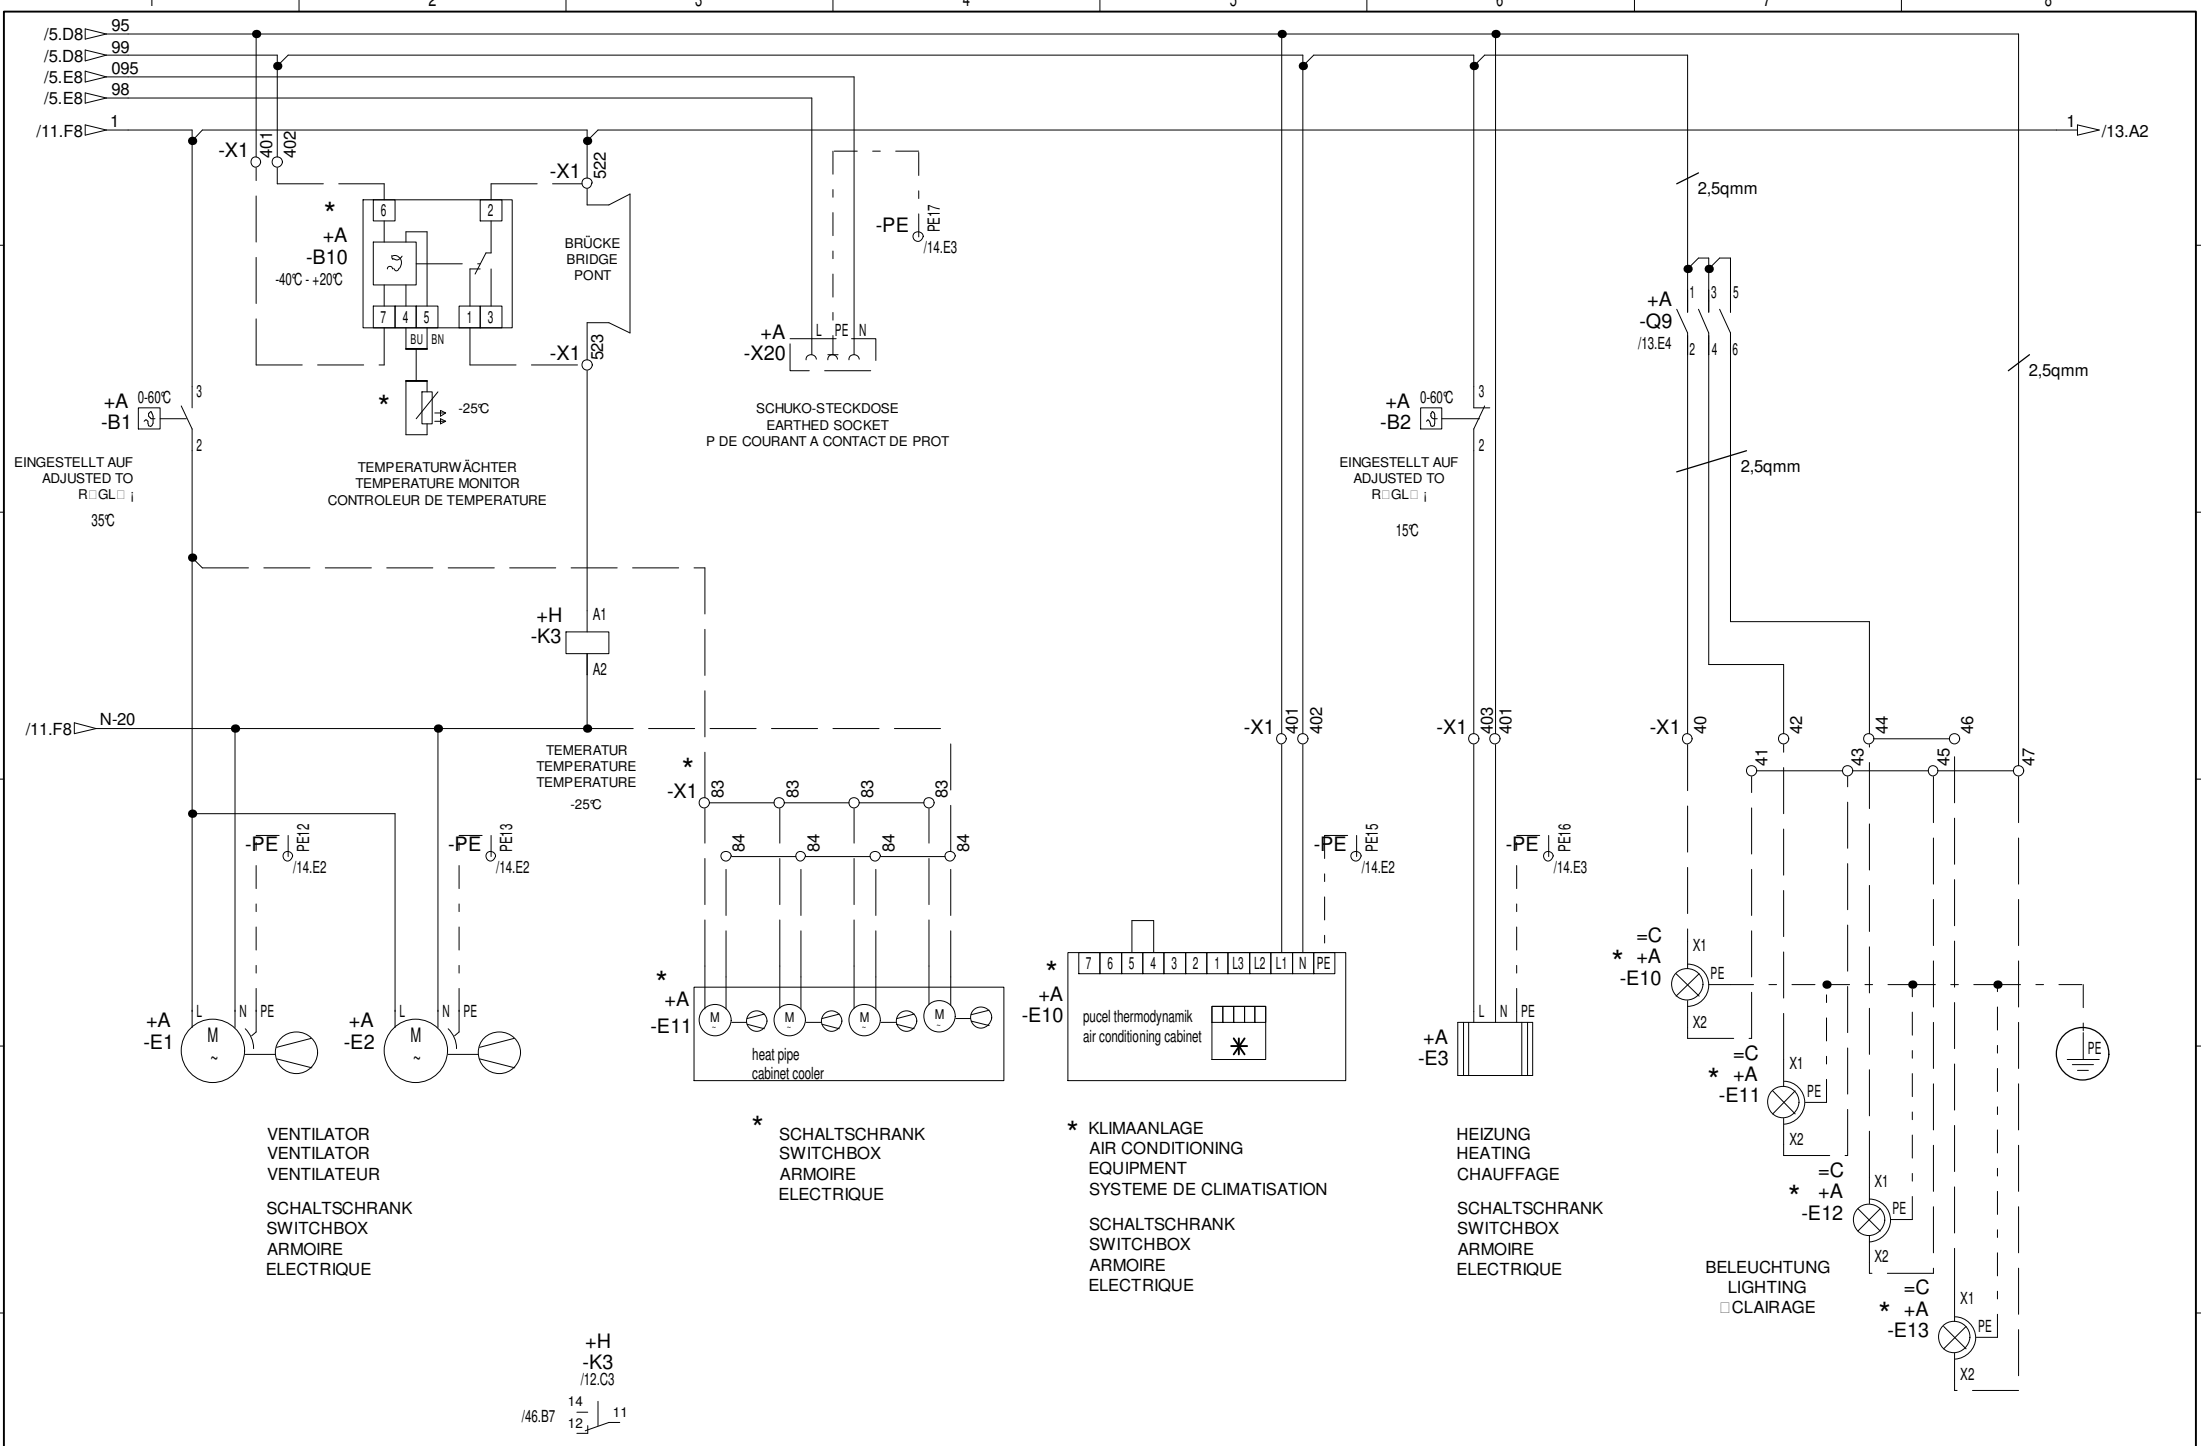 1 2 3 4 5 6 7 8
/5.D8 95
/5.D8 99
/5.E8 095
/5.E8 98
/11.F8 1
1 /13.A2
-X1 401 402
-X1 522
* 6 2
+A
-B10
-40°C - +20°C
7 4 5 1 3
BU BN
BRÜCKE
BRIDGE
PONT
-X1 523
* -25°C
TEMPERATURWÄCHTER
TEMPERATURE MONITOR
CONTROLEUR DE TEMPERATURE
+A 0-60°C 3
-B1 ϑ
2
EINGESTELLT AUF
ADJUSTED TO
R□GL□ ¡
35°C
-PE PE17
/14.E3
+A L PE N
-X20
SCHUKO-STECKDOSE
EARTHED SOCKET
P DE COURANT A CONTACT DE PROT
+A 0-60°C 3
-B2 ϑ
2
EINGESTELLT AUF
ADJUSTED TO
R□GL□ ¡
15°C
2,5qmm
+A 1 3 5
-Q9
/13.E4 2 4 6
2,5qmm
2,5qmm
+H A1
-K3
A2
/11.F8 N-20
TEMERATUR
TEMPERATURE
TEMPERATURE
-25°C
*
-X1 83 83 83 83
84 84 84 84
-X1 401 402
-X1 403 401
-X1 40 42 44 46
41 43 45 47
-PE PE12
/14.E2
-PE PE13
/14.E2
-PE PE15
/14.E2
-PE PE16
/14.E3
+A L N PE
-E1 M
~
+A L N PE
-E2 M
~
*
+A
-E11 M ~ M ~ M ~ M ~
heat pipe
cabinet cooler
* 7 6 5 4 3 2 1 L3 L2 L1 N PE
+A
-E10
pucel thermodynamik
air conditioning cabinet
L N PE
+A
-E3
=C X1
* +A
-E10 PE
X2
=C X1
* +A
-E11 PE
X2
=C X1
* +A
-E12 PE
X2
=C X1
* +A
-E13 PE
X2
PE
VENTILATOR
VENTILATOR
VENTILATEUR
SCHALTSCHRANK
SWITCHBOX
ARMOIRE
ELECTRIQUE
* SCHALTSCHRANK
SWITCHBOX
ARMOIRE
ELECTRIQUE
* KLIMAANLAGE
AIR CONDITIONING
EQUIPMENT
SYSTEME DE CLIMATISATION
SCHALTSCHRANK
SWITCHBOX
ARMOIRE
ELECTRIQUE
HEIZUNG
HEATING
CHAUFFAGE
SCHALTSCHRANK
SWITCHBOX
ARMOIRE
ELECTRIQUE
BELEUCHTUNG
LIGHTING
□CLAIRAGE
+H
-K3
/12.C3
/46.B7 14 12 11